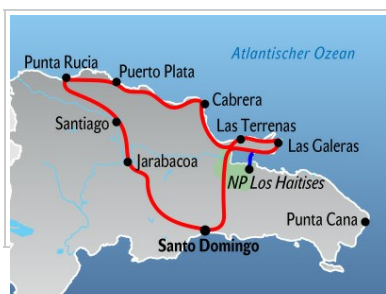 Atlantischer Ozean
Punta Rucia
Puerto Plata
Cabrera
Santiago
Las Terrenas
Las Galeras
Jarabacoa
NP Los Haitises
Punta Cana
Santo Domingo